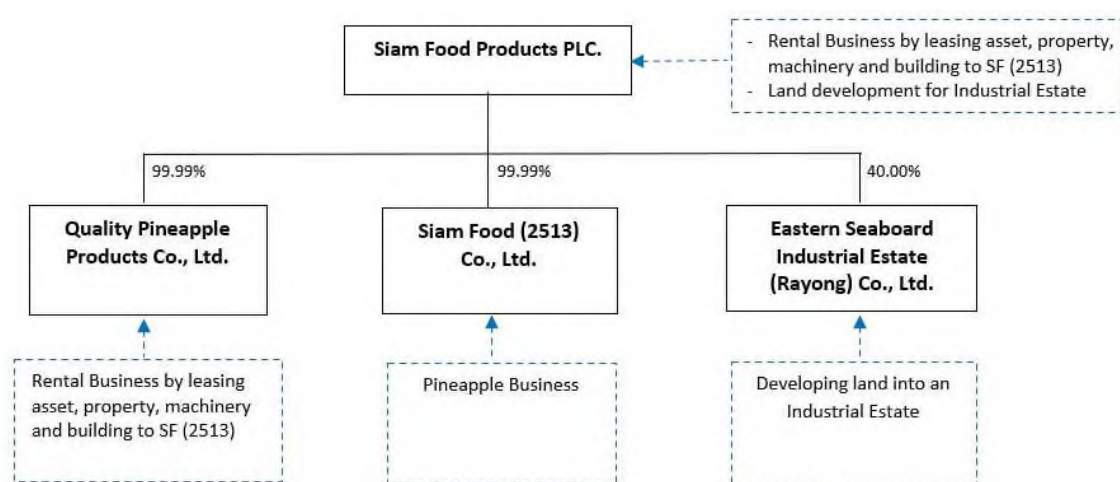 Siam Food Products PLC.
- Rental Business by leasing asset, property,
machinery and building to SF (2513)
- Land development for Industrial Estate
99.99%
99.99%
40.00%
Quality Pineapple
Products Co., Ltd.
Siam Food (2513)
Co., Ltd.
Eastern Seaboard
Industrial Estate
(Rayong) Co., Ltd.
Rental Business by leasing
asset, property, machinery
and building to SF (2513)
Pineapple Business
Developing land into an
Industrial Estate